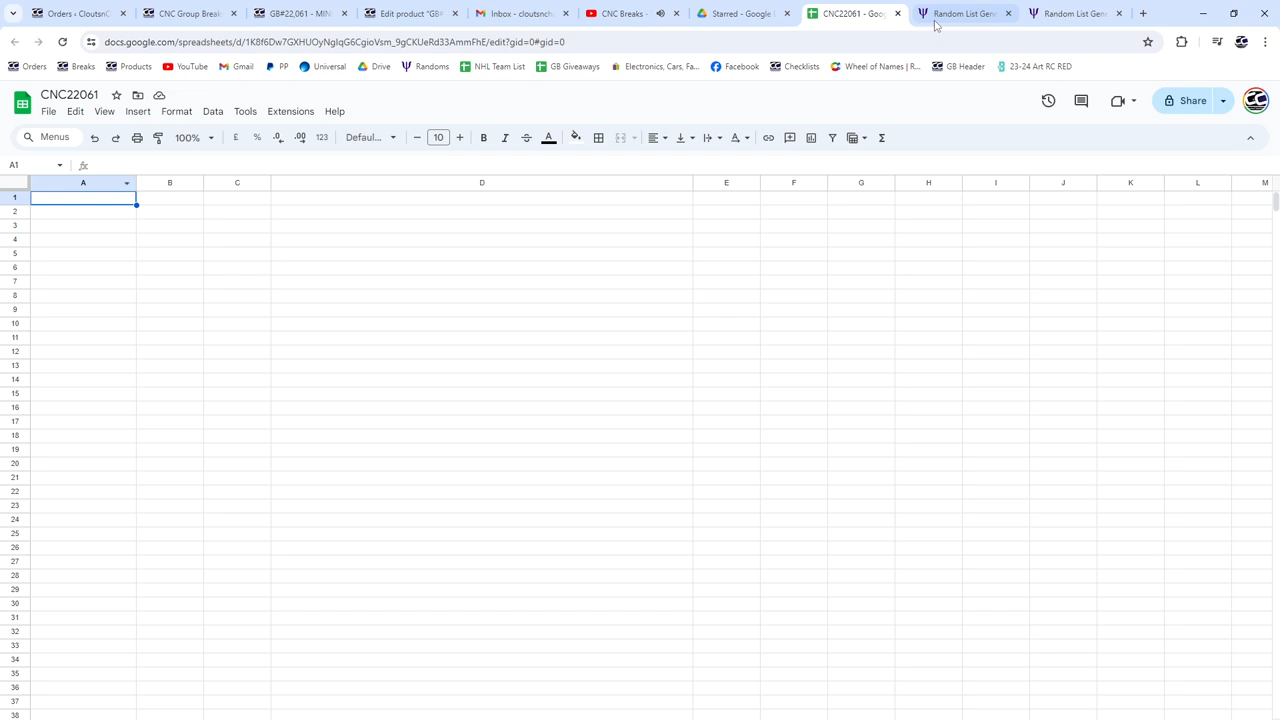 Orders • CloutsnC
CNC Group Break
GB#22,061 - MIN
Edit product "GB
Inbox - cloutsncl
CNC Breaks -
Starred - Google
CNC22061 - Goo
Random List Gen
Random List Gen
docs.google.com/spreadsheets/d/1K8f6Dw7GXHUOyNgIqG6CgioVsm_9gCKUeRd33AmmFhE/edit?gid=0#gid=0
Orders Breaks Products YouTube Gmail PP Universal Drive Randoms NHL Team List GB Giveaways Electronics, Cars, Fa... Facebook Checklists Wheel of Names | R... GB Header 23-24 Art RC RED
CNC22061
File Edit View Insert Format Data Tools Extensions Help
Share
Menus 100% £ % .0 .00 123 Defaul... 10 B I A
A1 fx
A B C D E F G H I J K L M
1
2
3
4
5
6
7
8
9
10
11
12
13
14
15
16
17
18
19
20
21
22
23
24
25
26
27
28
29
30
31
32
33
34
35
36
37
38